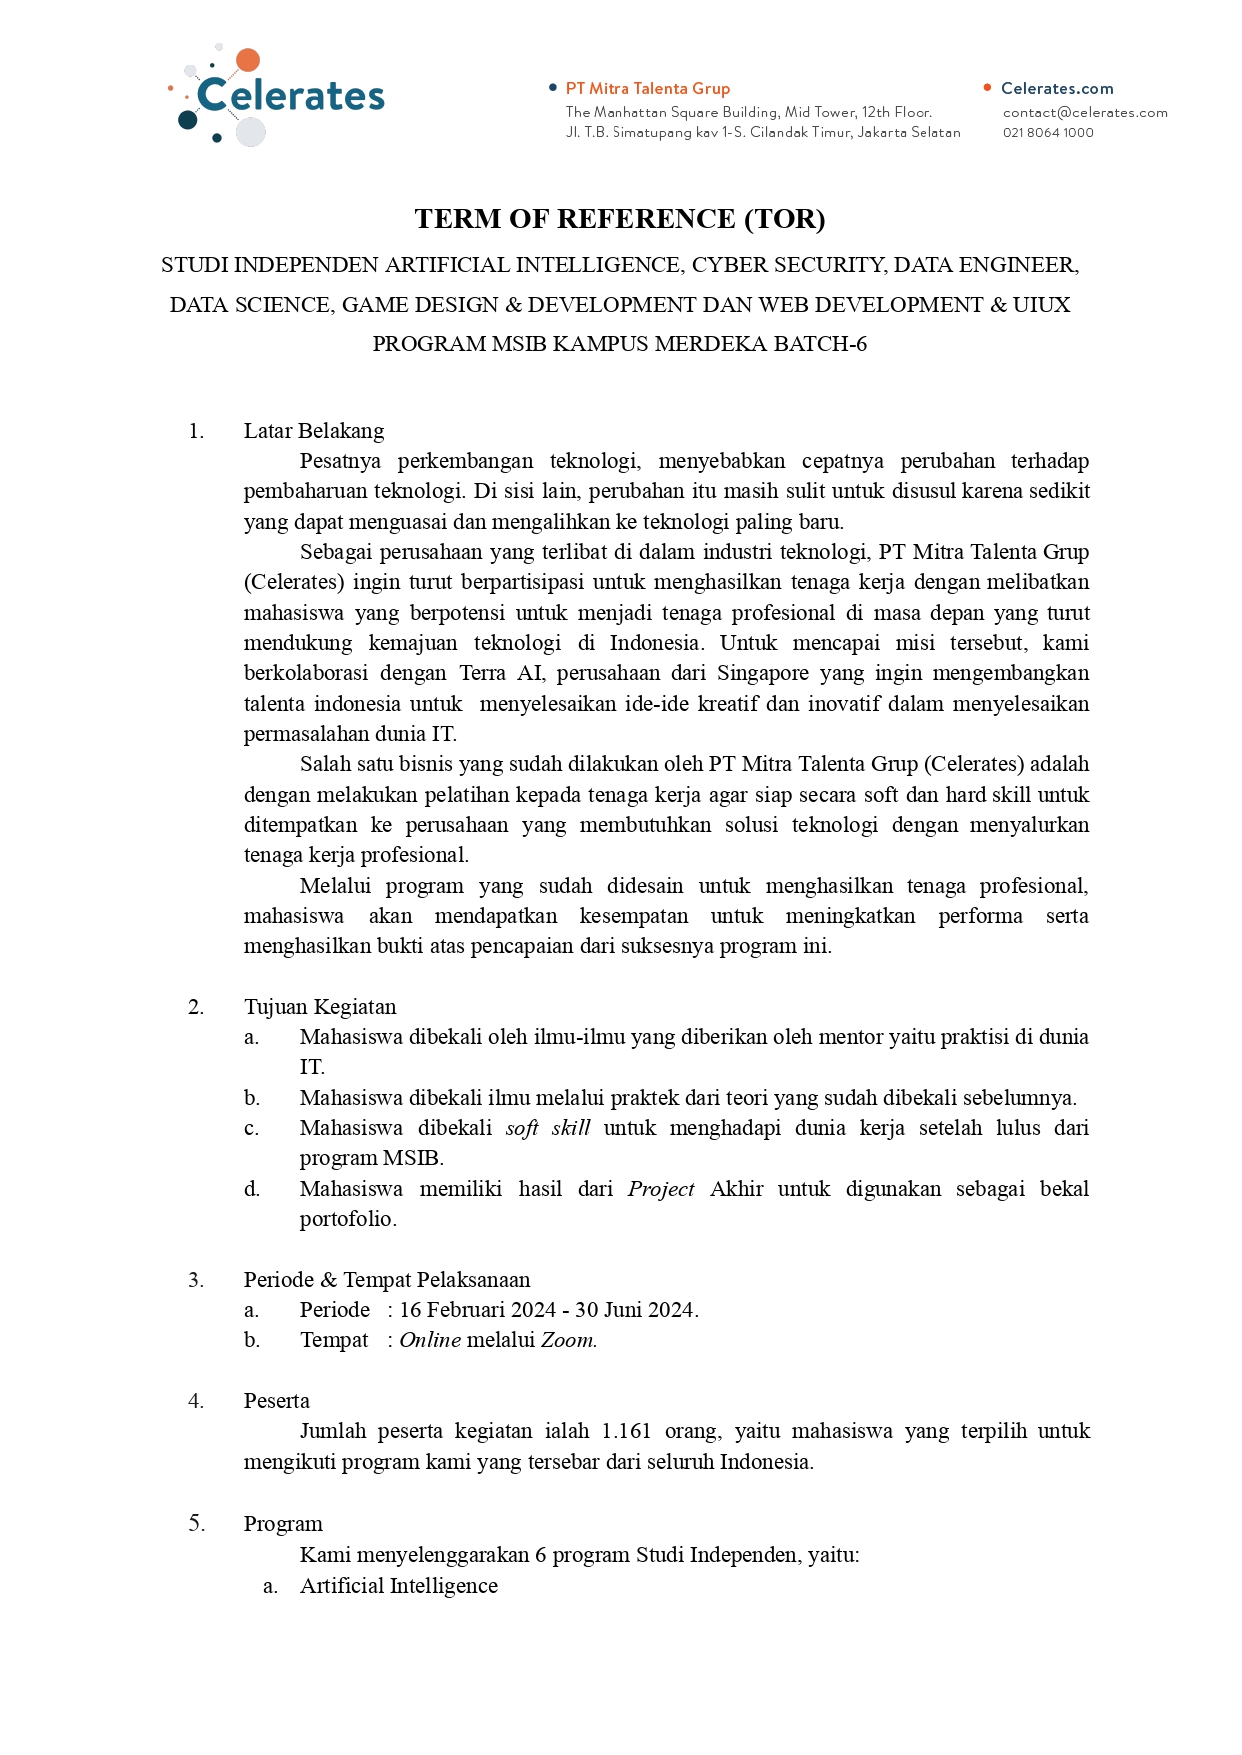 Celerates
PT Mitra Talenta Grup
The Manhattan Square Building, Mid Tower, 12th Floor.
Jl. T.B. Simatupang kav 1-S. Cilandak Timur, Jakarta Selatan
Celerates.com
contact@celerates.com
021 8064 1000
TERM OF REFERENCE (TOR)
STUDI INDEPENDEN ARTIFICIAL INTELLIGENCE, CYBER SECURITY, DATA ENGINEER,
DATA SCIENCE, GAME DESIGN & DEVELOPMENT DAN WEB DEVELOPMENT & UIUX
PROGRAM MSIB KAMPUS MERDEKA BATCH-6
1. Latar Belakang
Pesatnya perkembangan teknologi, menyebabkan cepatnya perubahan terhadap
pembaharuan teknologi. Di sisi lain, perubahan itu masih sulit untuk disusul karena sedikit
yang dapat menguasai dan mengalihkan ke teknologi paling baru.
Sebagai perusahaan yang terlibat di dalam industri teknologi, PT Mitra Talenta Grup
(Celerates) ingin turut berpartisipasi untuk menghasilkan tenaga kerja dengan melibatkan
mahasiswa yang berpotensi untuk menjadi tenaga profesional di masa depan yang turut
mendukung kemajuan teknologi di Indonesia. Untuk mencapai misi tersebut, kami
berkolaborasi dengan Terra AI, perusahaan dari Singapore yang ingin mengembangkan
talenta indonesia untuk menyelesaikan ide-ide kreatif dan inovatif dalam menyelesaikan
permasalahan dunia IT.
Salah satu bisnis yang sudah dilakukan oleh PT Mitra Talenta Grup (Celerates) adalah
dengan melakukan pelatihan kepada tenaga kerja agar siap secara soft dan hard skill untuk
ditempatkan ke perusahaan yang membutuhkan solusi teknologi dengan menyalurkan
tenaga kerja profesional.
Melalui program yang sudah didesain untuk menghasilkan tenaga profesional,
mahasiswa akan mendapatkan kesempatan untuk meningkatkan performa serta
menghasilkan bukti atas pencapaian dari suksesnya program ini.
2. Tujuan Kegiatan
a. Mahasiswa dibekali oleh ilmu-ilmu yang diberikan oleh mentor yaitu praktisi di dunia
IT.
b. Mahasiswa dibekali ilmu melalui praktek dari teori yang sudah dibekali sebelumnya.
c. Mahasiswa dibekali soft skill untuk menghadapi dunia kerja setelah lulus dari
program MSIB.
d. Mahasiswa memiliki hasil dari Project Akhir untuk digunakan sebagai bekal
portofolio.
3. Periode & Tempat Pelaksanaan
a. Periode : 16 Februari 2024 - 30 Juni 2024.
b. Tempat : Online melalui Zoom.
4. Peserta
Jumlah peserta kegiatan ialah 1.161 orang, yaitu mahasiswa yang terpilih untuk
mengikuti program kami yang tersebar dari seluruh Indonesia.
5. Program
Kami menyelenggarakan 6 program Studi Independen, yaitu:
a. Artificial Intelligence